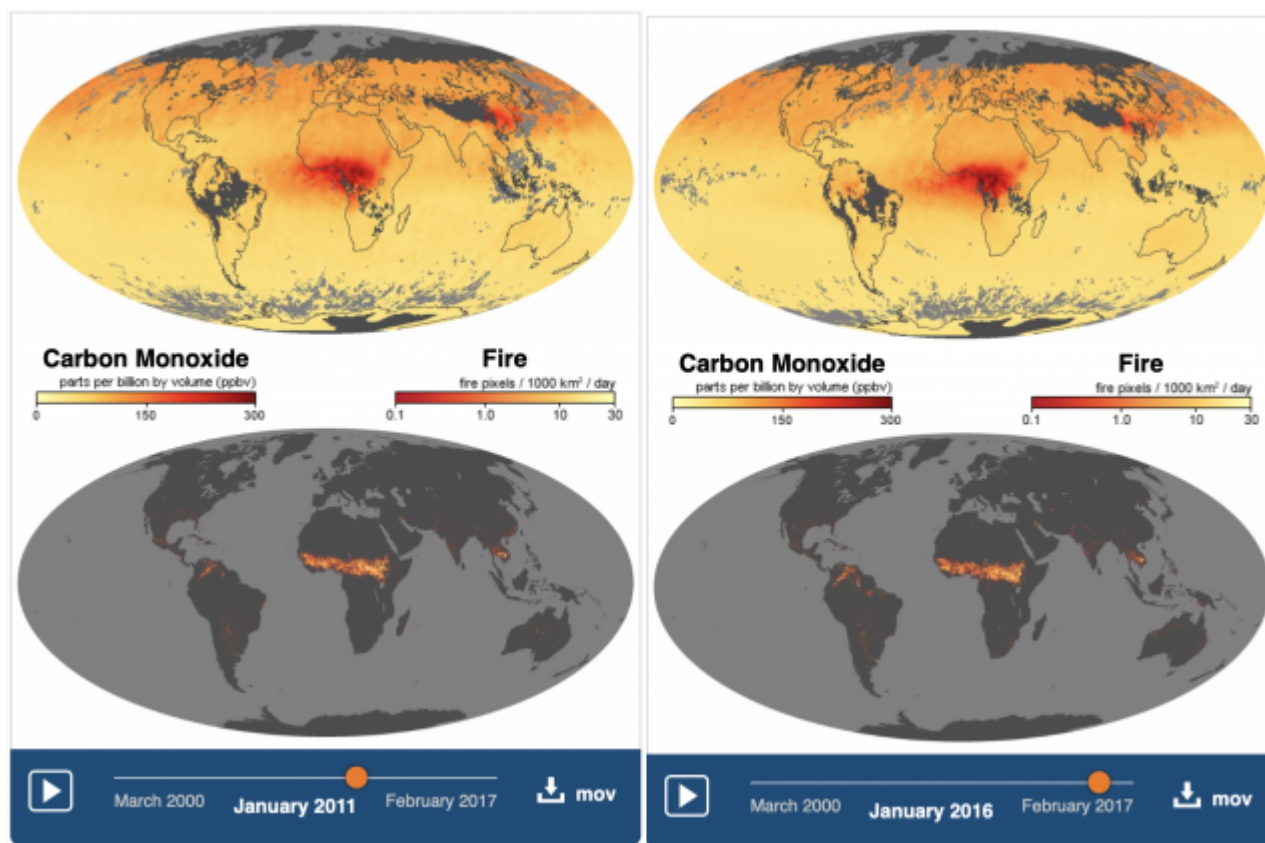 Carbon Monoxide
parts per billion by volume (ppbv)
0 150 300
Fire
fire pixels / 1000 km² / day
0.1 1.0 10 30
March 2000
January 2011
February 2017
mov
Carbon Monoxide
parts per billion by volume (ppbv)
0 150 300
Fire
fire pixels / 1000 km² / day
0.1 1.0 10 30
March 2000
January 2016
February 2017
mov